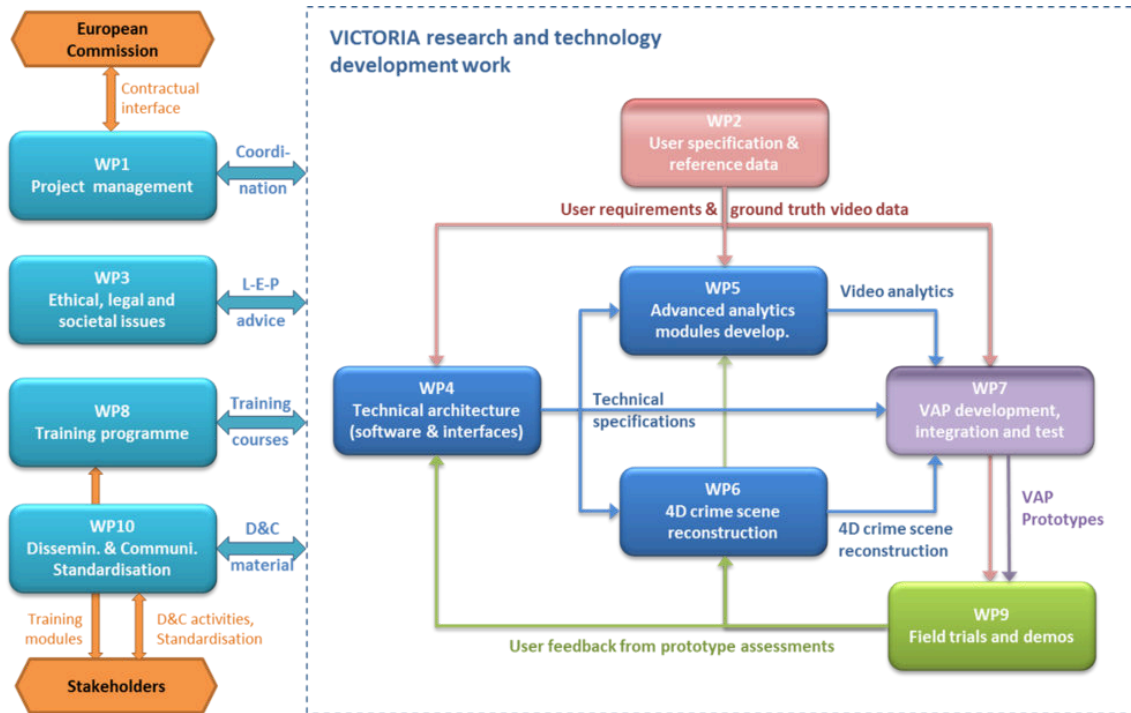 European
Commission
Contractual
interface
WP1
Project management
Coordi-
nation
WP3
Ethical, legal and
societal issues
L-E-P
advice
WP8
Training programme
Training
courses
WP10
Dissemin. & Communi.
Standardisation
D&C
material
Training
modules
D&C activities,
Standardisation
Stakeholders
VICTORIA research and technology
development work
WP2
User specification &
reference data
User requirements & ground truth video data
WP5
Advanced analytics
modules develop.
Video analytics
WP4
Technical architecture
(software & interfaces)
Technical
specifications
WP7
VAP development,
integration and test
WP6
4D crime scene
reconstruction
4D crime scene
reconstruction
VAP
Prototypes
WP9
Field trials and demos
User feedback from prototype assessments